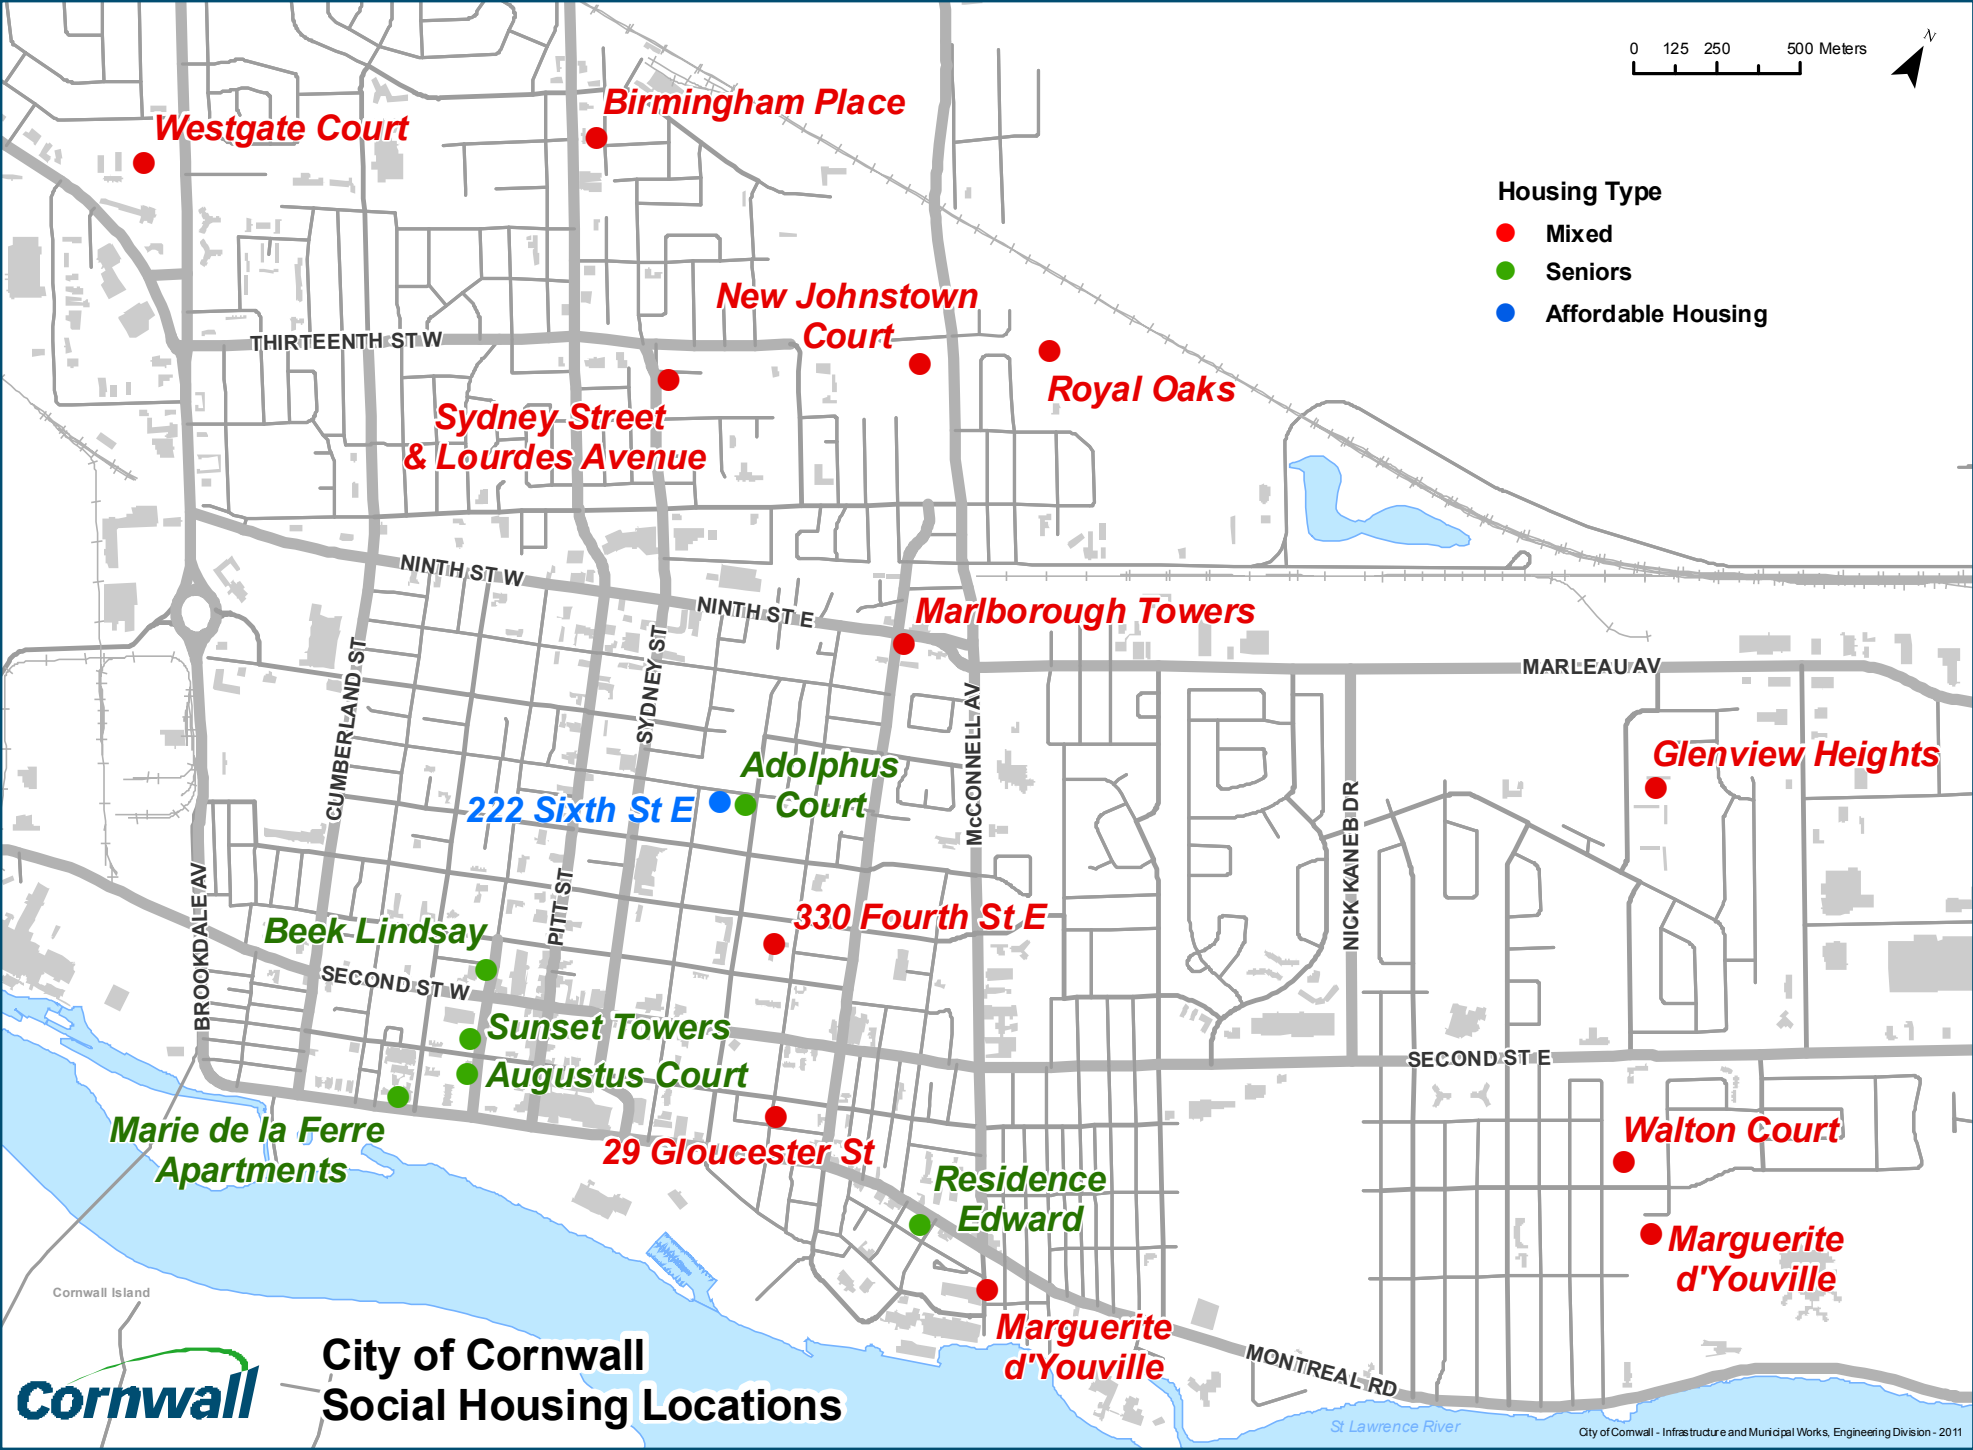 0 125 250 500 Meters
N
Birmingham Place
Westgate Court
Housing Type
Mixed
Seniors
Affordable Housing
New Johnstown
Court
THIRTEENTH ST W
Royal Oaks
Sydney Street
& Lourdes Avenue
NINTH ST W
NINTH ST E
Marlborough Towers
MARLEAU AV
CUMBERLAND ST
SYDNEY ST
McCONNELL AV
Glenview Heights
Adolphus
Court
222 Sixth St E
NICK KANEB DR
BROOKDALE AV
PITT ST
330 Fourth St E
Beek Lindsay
SECOND ST W
Sunset Towers
SECOND ST E
Augustus Court
Marie de la Ferre
Apartments
29 Gloucester St
Walton Court
Residence
Edward
Marguerite
d'Youville
Cornwall Island
Marguerite
d'Youville
MONTREAL RD
City of Cornwall
Social Housing Locations
Cornwall
St Lawrence River
City of Cornwall - Infrastructure and Municipal Works, Engineering Division - 2011